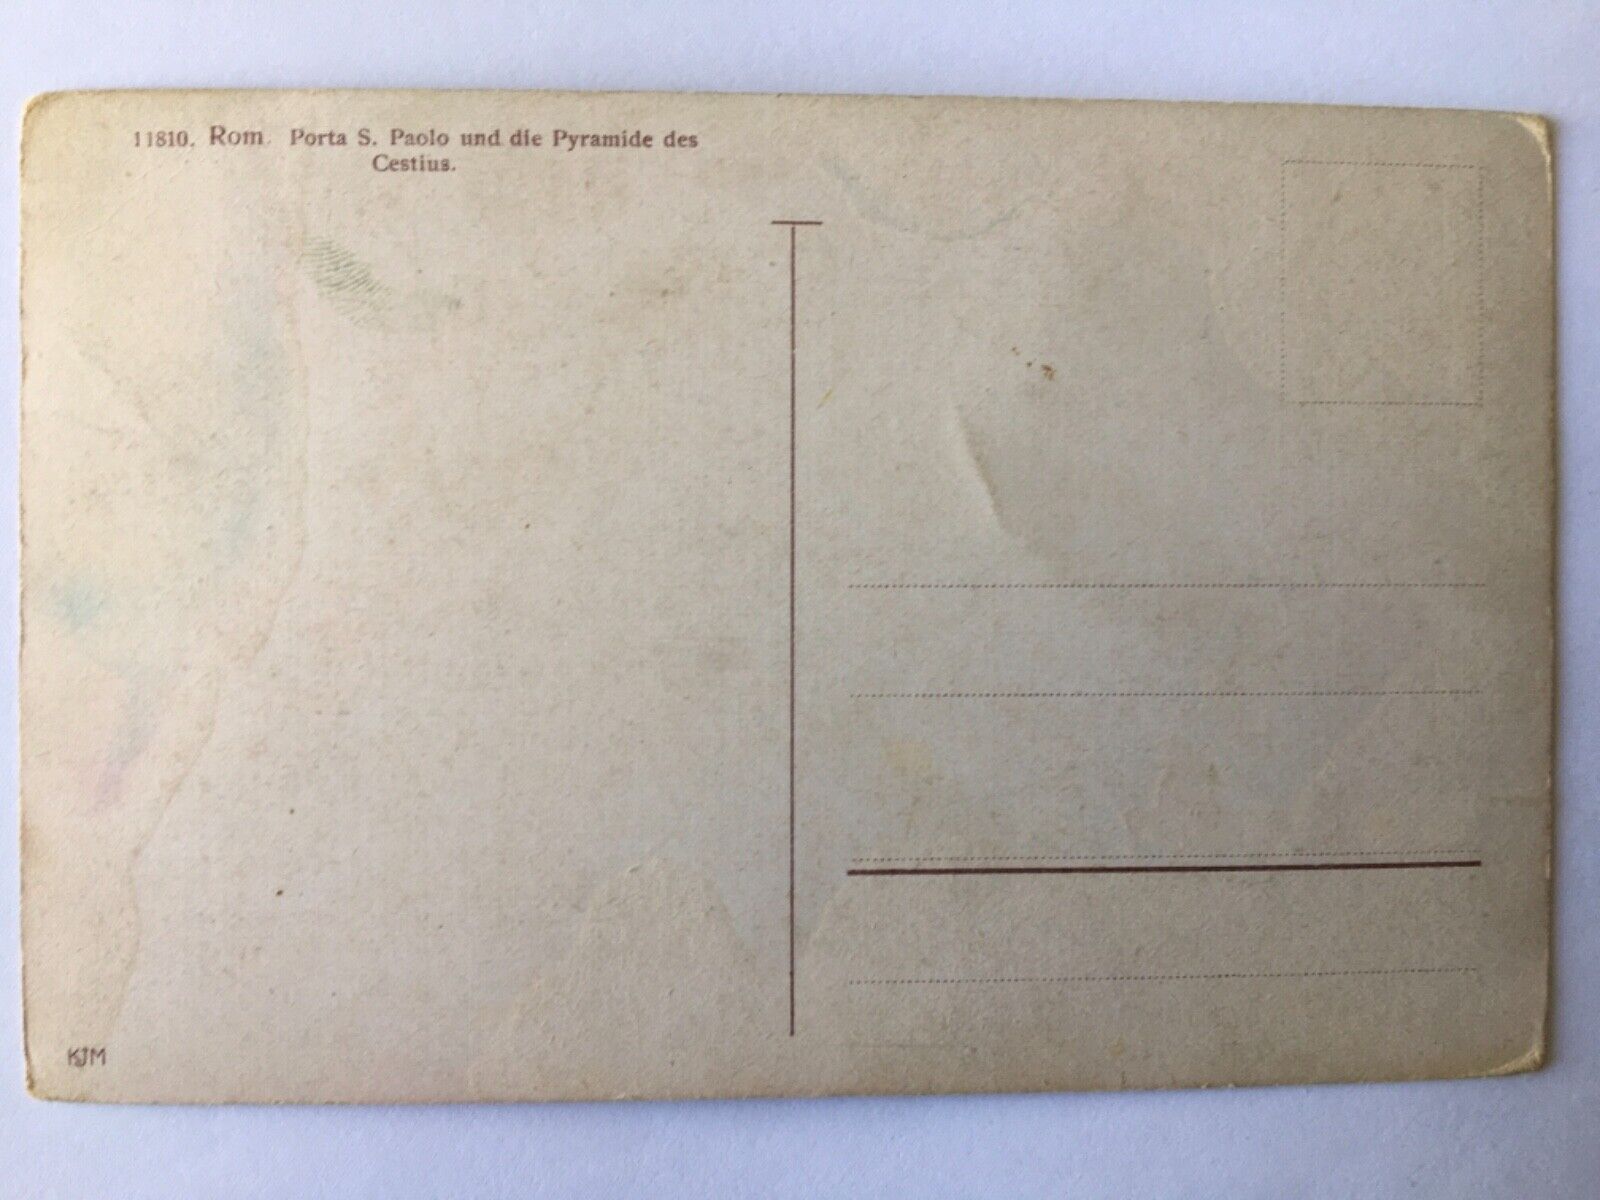 11810. Rom. Porta S. Paolo und die Pyramide des
Cestius.
KJM